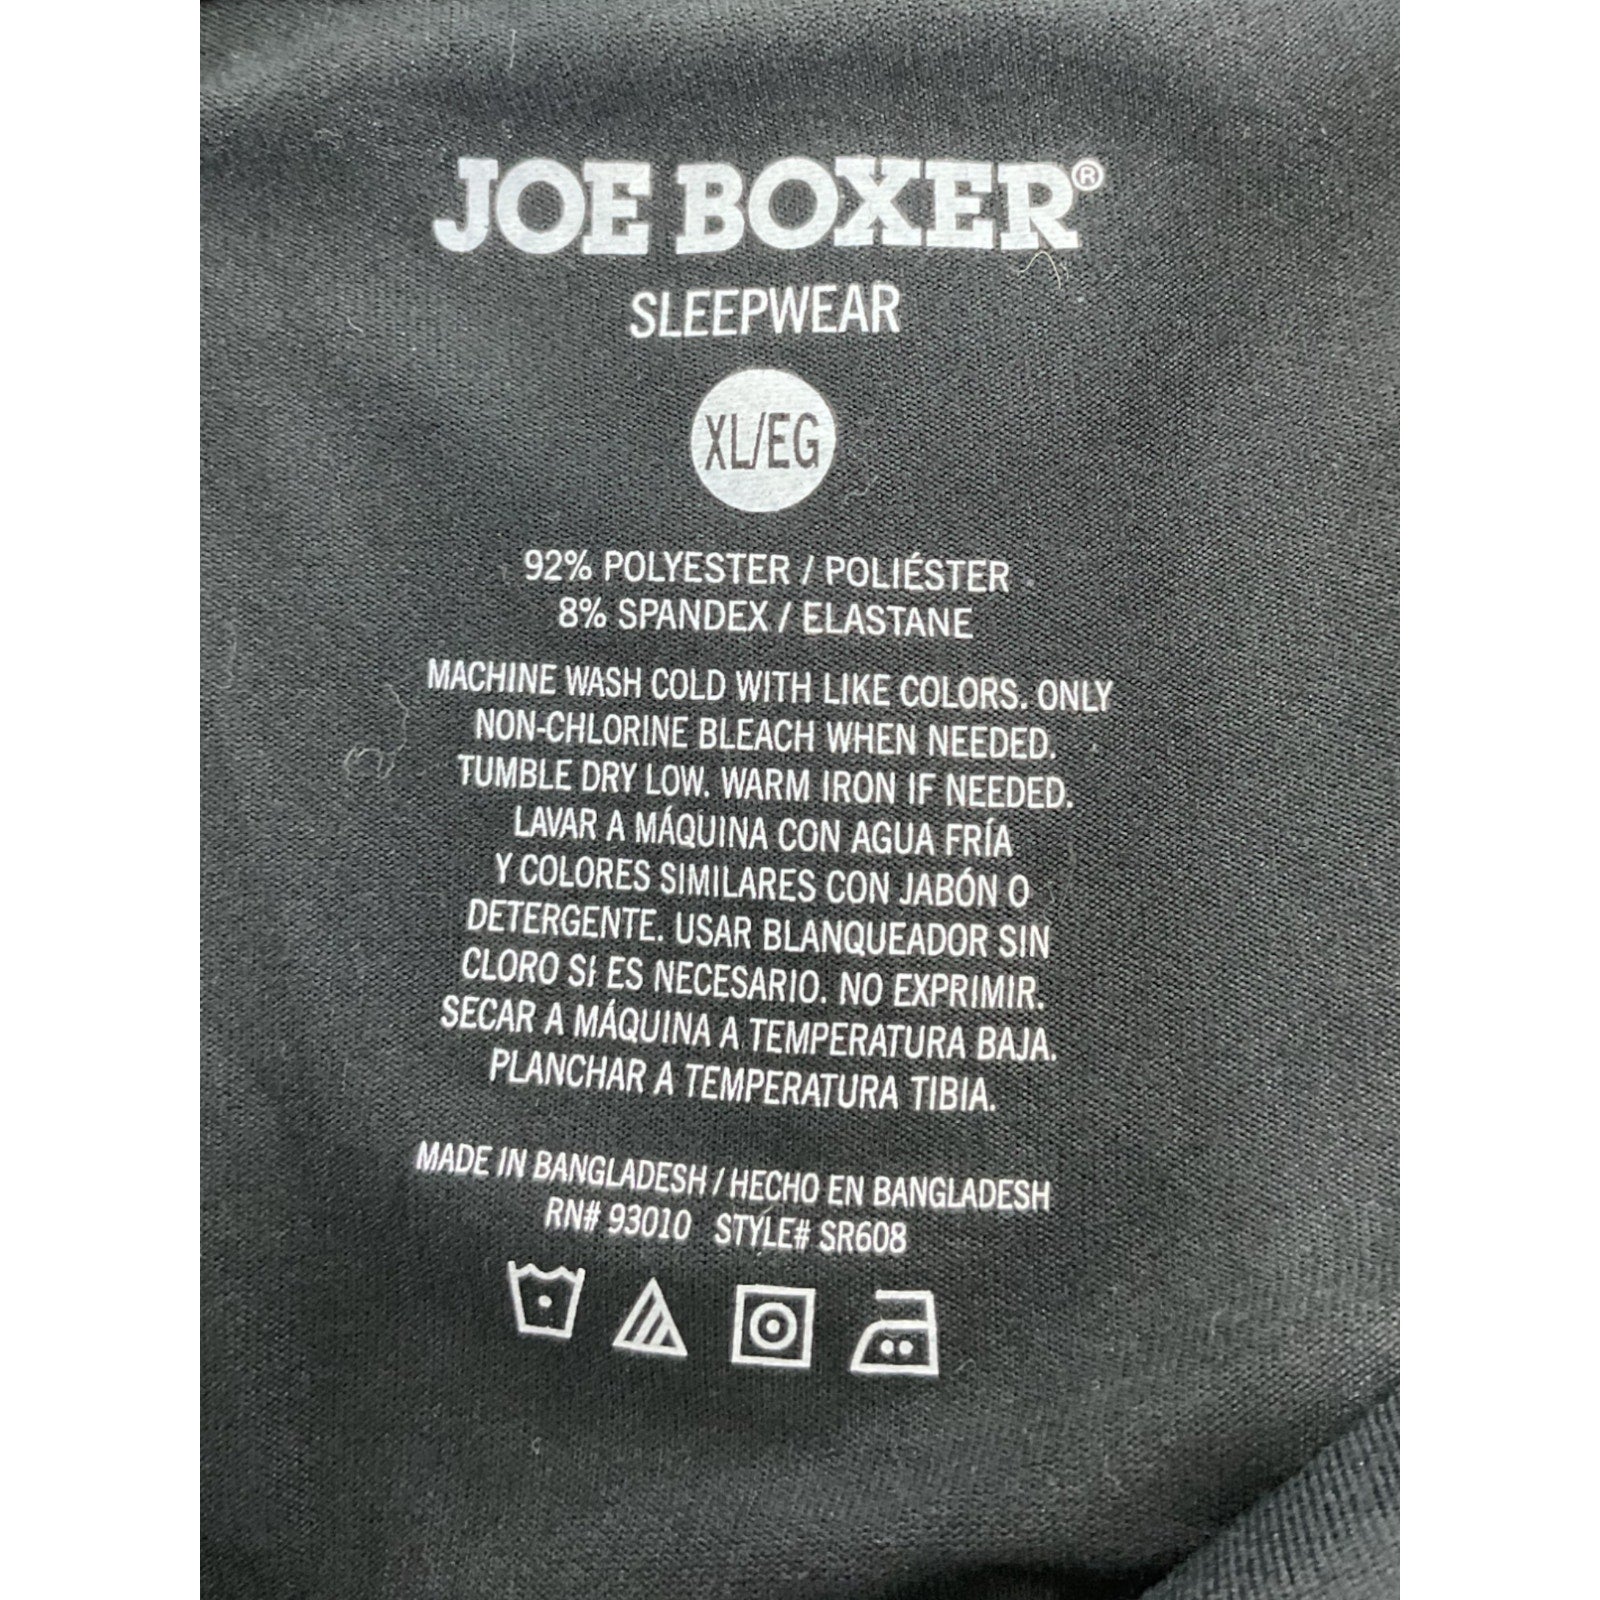 JOE BOXER®
SLEEPWEAR
XL/EG
92% POLYESTER / POLIÉSTER
8% SPANDEX / ELASTANE
MACHINE WASH COLD WITH LIKE COLORS. ONLY
NON-CHLORINE BLEACH WHEN NEEDED.
TUMBLE DRY LOW. WARM IRON IF NEEDED.
LAVAR A MÁQUINA CON AGUA FRÍA
Y COLORES SIMILARES CON JABÓN O
DETERGENTE. USAR BLANQUEADOR SIN
CLORO SI ES NECESARIO. NO EXPRIMIR.
SECAR A MÁQUINA A TEMPERATURA BAJA.
PLANCHAR A TEMPERATURA TIBIA.
MADE IN BANGLADESH / HECHO EN BANGLADESH
RN# 93010 STYLE# SR608